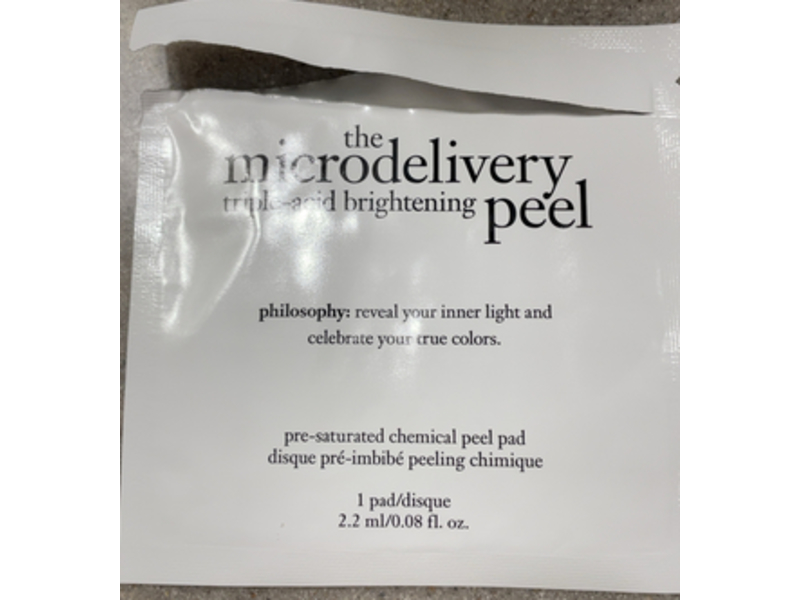 the
microdelivery
triple-acid brightening peel
philosophy: reveal your inner light and
celebrate your true colors.
pre-saturated chemical peel pad
disque pré-imbibé peeling chimique
1 pad/disque
2.2 ml/0.08 fl. oz.